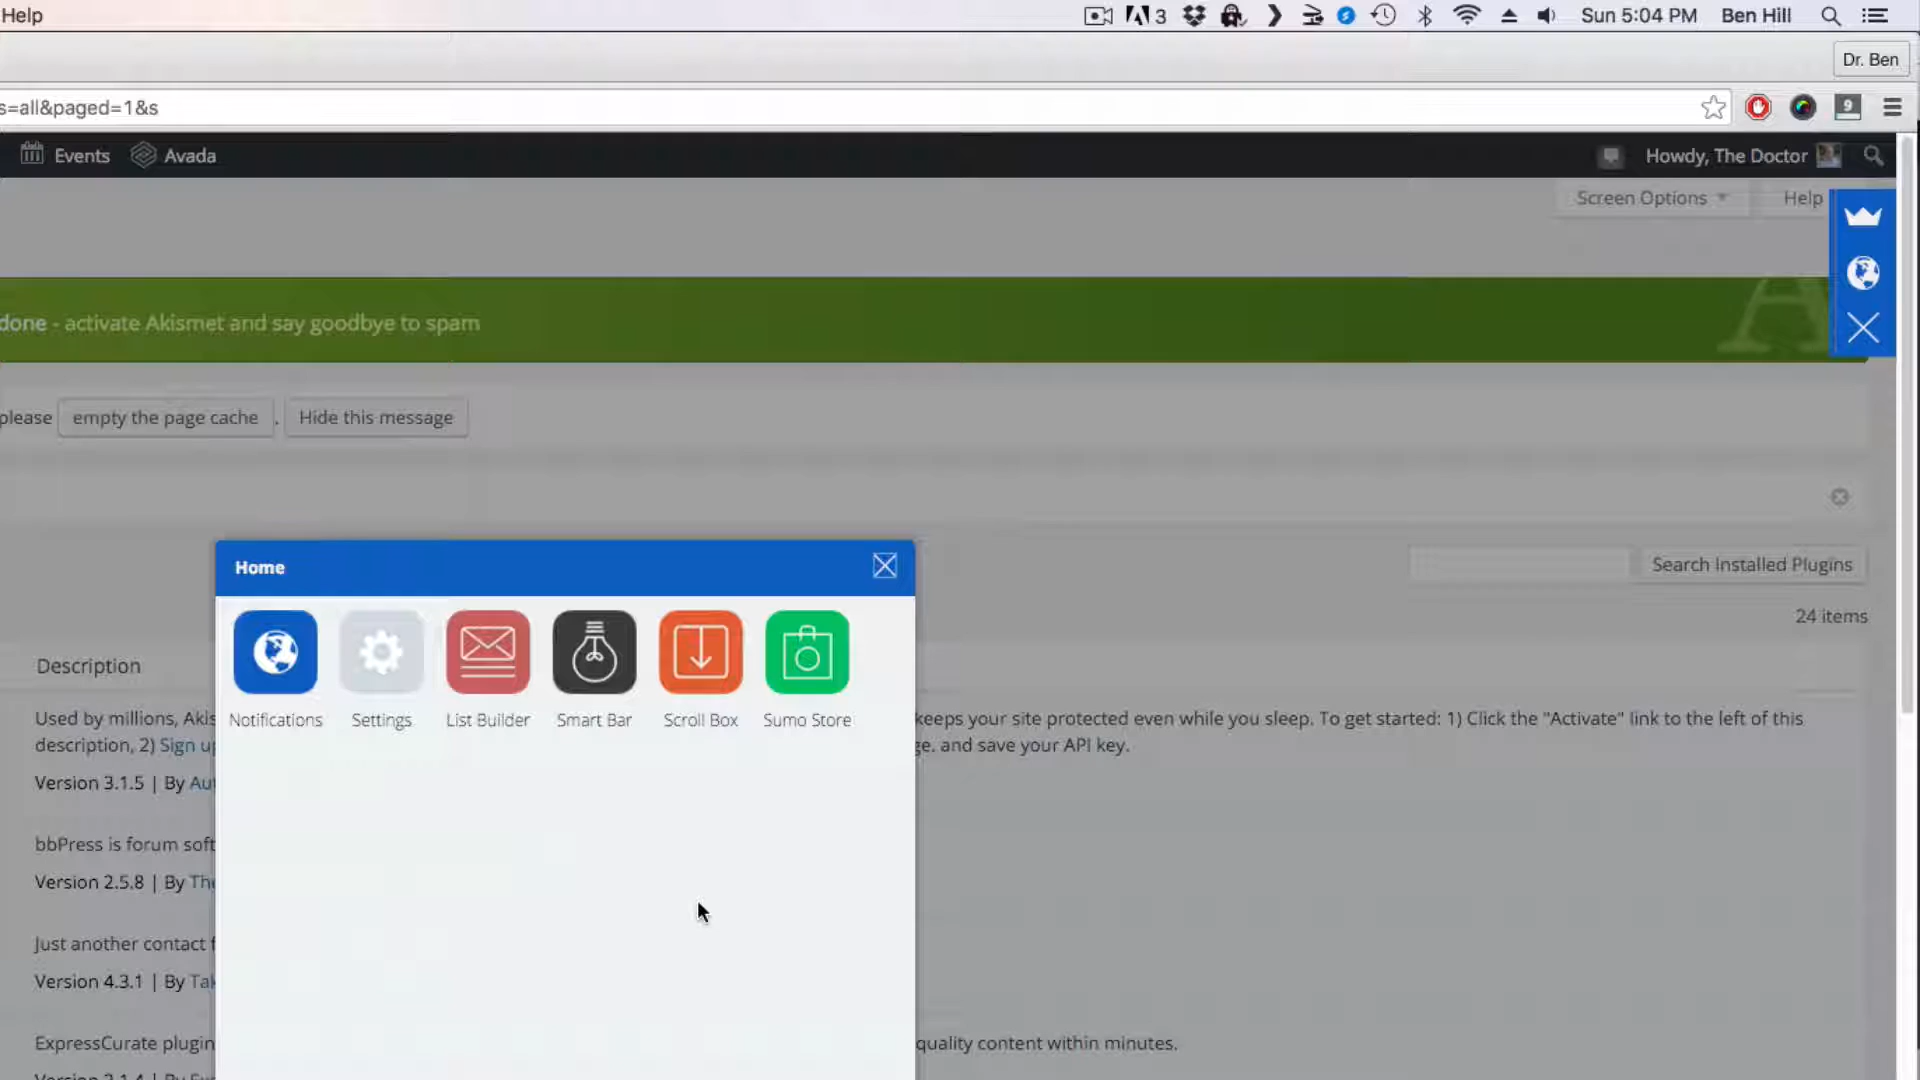 Help
3
Sun 5:04 PM Ben Hill
Dr. Ben
s=all&paged=1&s
9
Events Avada
Howdy, The Doctor
Screen Options Help
done - activate Akismet and say goodbye to spam
please empty the page cache . Hide this message
Home
Search Installed Plugins
24 items
Description
Notifications Settings List Builder Smart Bar Scroll Box Sumo Store
Used by millions, Akis keeps your site protected even while you sleep. To get started: 1) Click the "Activate" link to the left of this
description, 2) Sign up ge. and save your API key.
Version 3.1.5 | By Aut
bbPress is forum soft
Version 2.5.8 | By The
Just another contact f
Version 4.3.1 | By Tak
ExpressCurate plugin quality content within minutes.